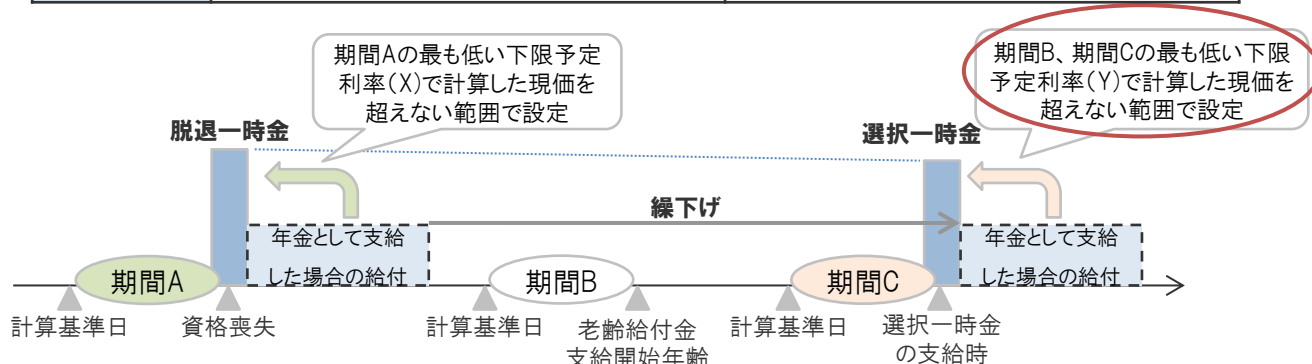 期間Aの最も低い下限予定
利率(X)で計算した現価を
超えない範囲で設定
期間B、期間Cの最も低い下限
予定利率(Y)で計算した現価を
超えない範囲で設定
脱退一時金
選択一時金
繰下げ
年金として支給
した場合の給付
年金として支給
した場合の給付
期間A
期間B
期間C
計算基準日
資格喪失
計算基準日
老齢給付金
支給開始年齢
計算基準日
選択一時金
の支給時